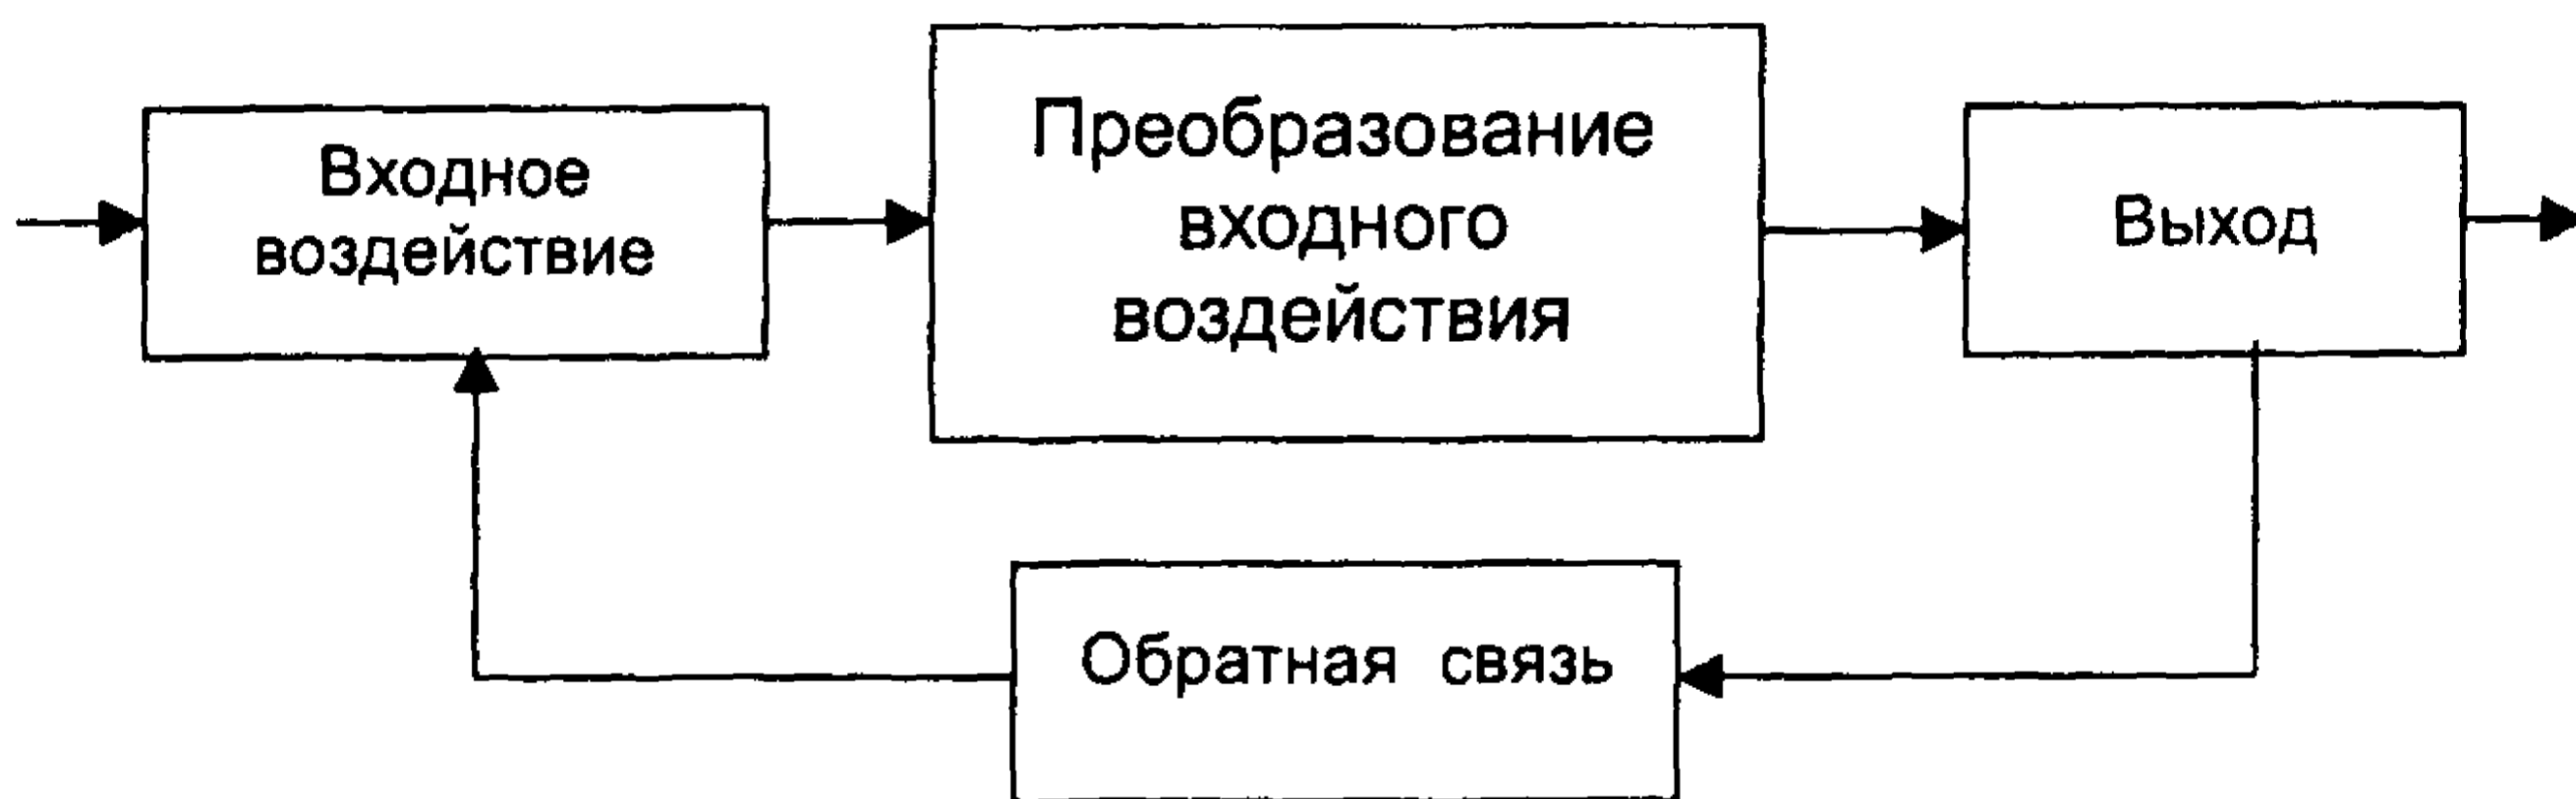 Входное
воздействие
Преобразование
входного
воздействия
Выход
Обратная связь